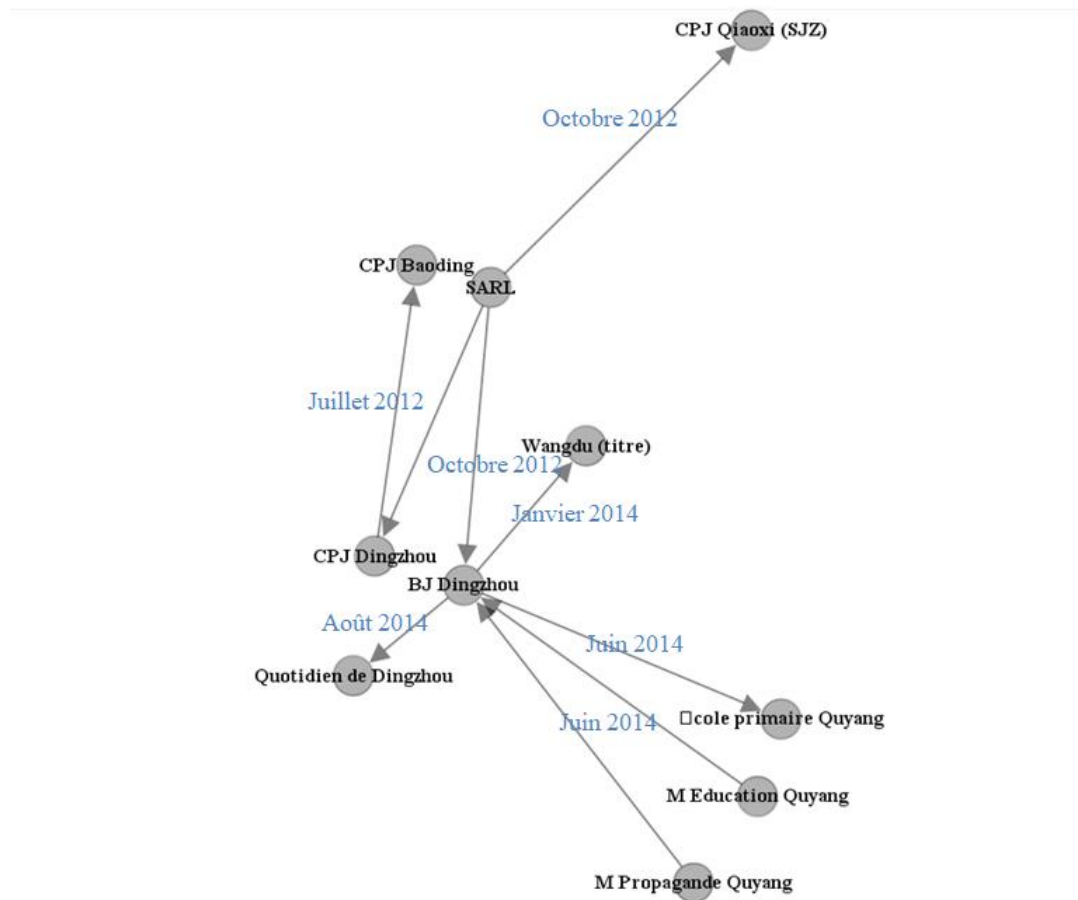 CPJ Qiaoxi (SJZ)
Octobre 2012
CPJ Baoding
SARL
Juillet 2012
Wangdu (titre)
Octobre 2012
Janvier 2014
CPJ Dingzhou
BJ Dingzhou
Août 2014
Juin 2014
Quotidien de Dingzhou
□cole primaire Quyang
Juin 2014
M Education Quyang
M Propagande Quyang